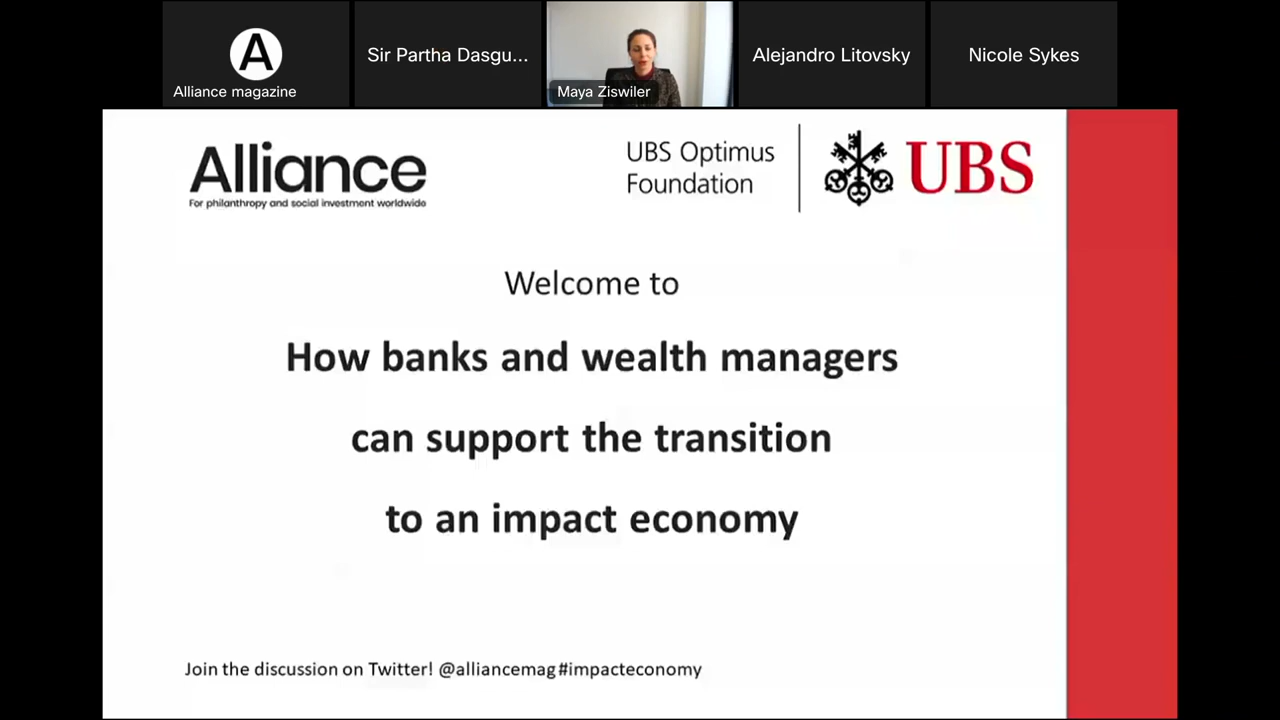 A
Alliance magazine
Sir Partha Dasgu...
Maya Ziswiler
Alejandro Litovsky
Nicole Sykes
Alliance
For philanthropy and social investment worldwide
UBS Optimus
Foundation
UBS
Welcome to
How banks and wealth managers
can support the transition
to an impact economy
Join the discussion on Twitter! @alliancemag #impacteconomy